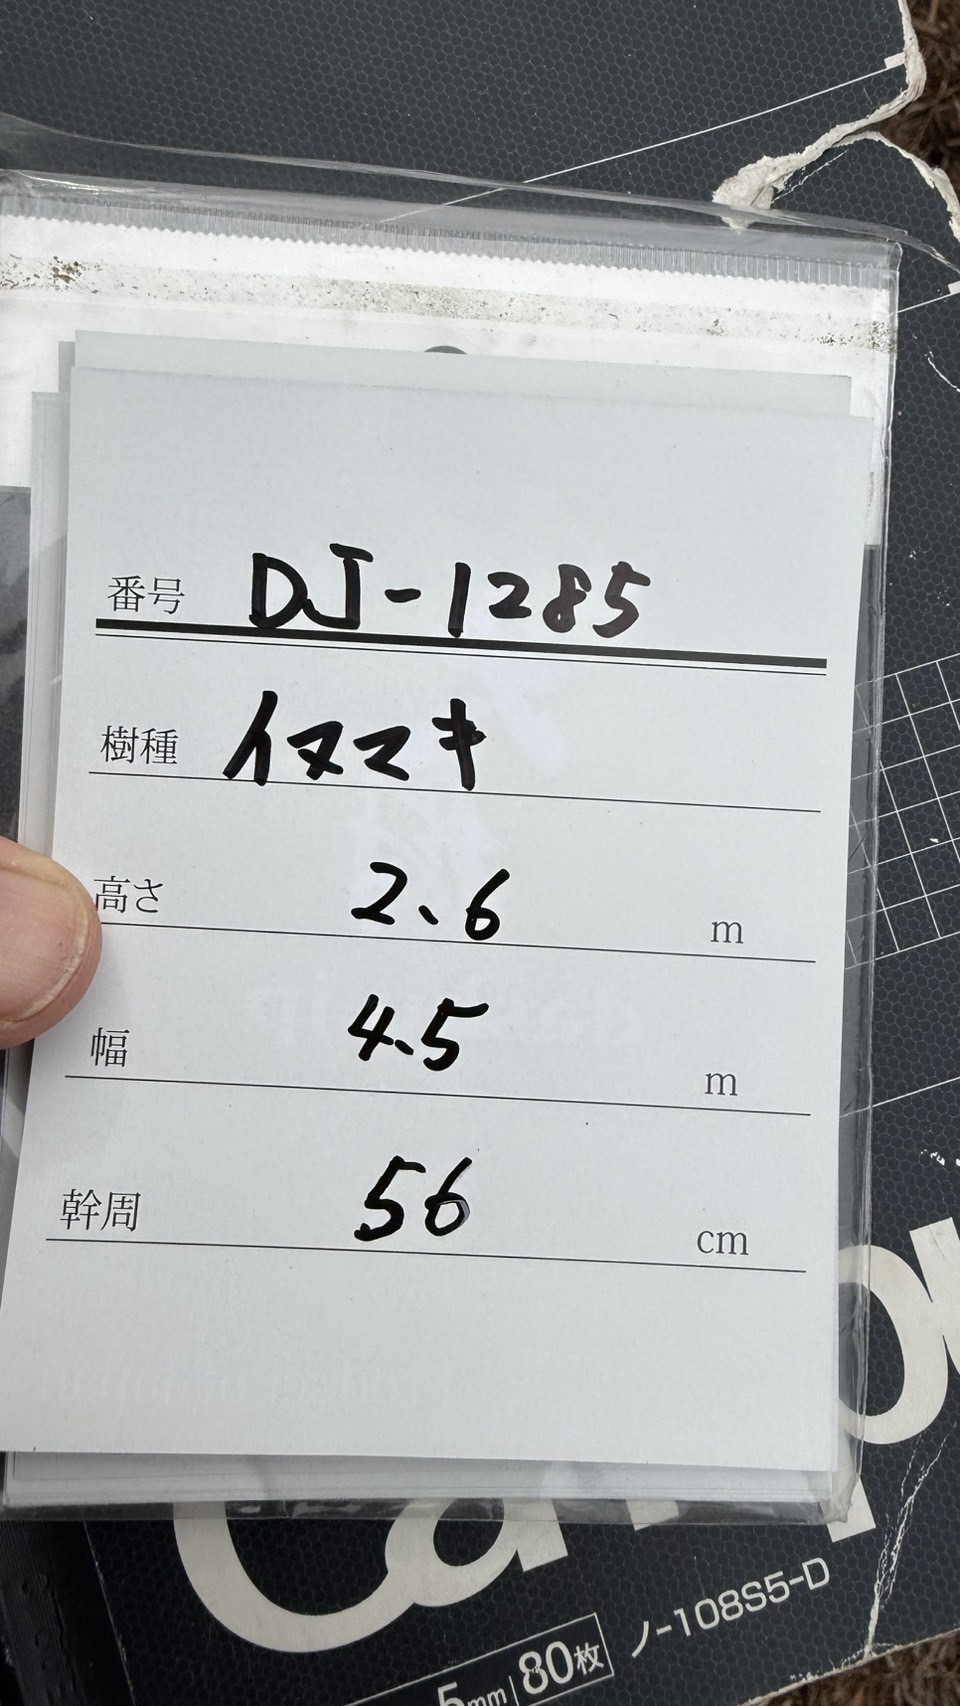 番号 DJ-1285
樹種 イヌマキ
高さ 2.6 m
幅 4.5 m
幹周 56 cm
ノ-108S5-D
5mm 80枚